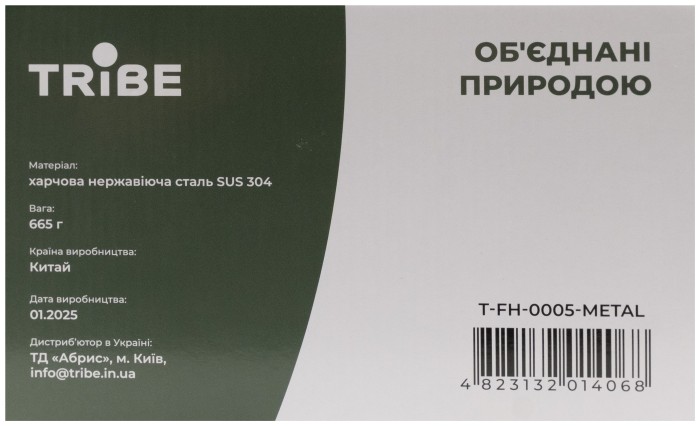 TRIBE
ОБ'ЄДНАНІ
ПРИРОДОЮ
Матеріал:
харчова нержавіюча сталь SUS 304
Вага:
665 г
Країна виробництва:
Китай
Дата виробництва:
01.2025
Дистриб'ютор в Україні:
ТД «Абрис», м. Київ,
info@tribe.in.ua
T-FH-0005-METAL
4 823132 014068